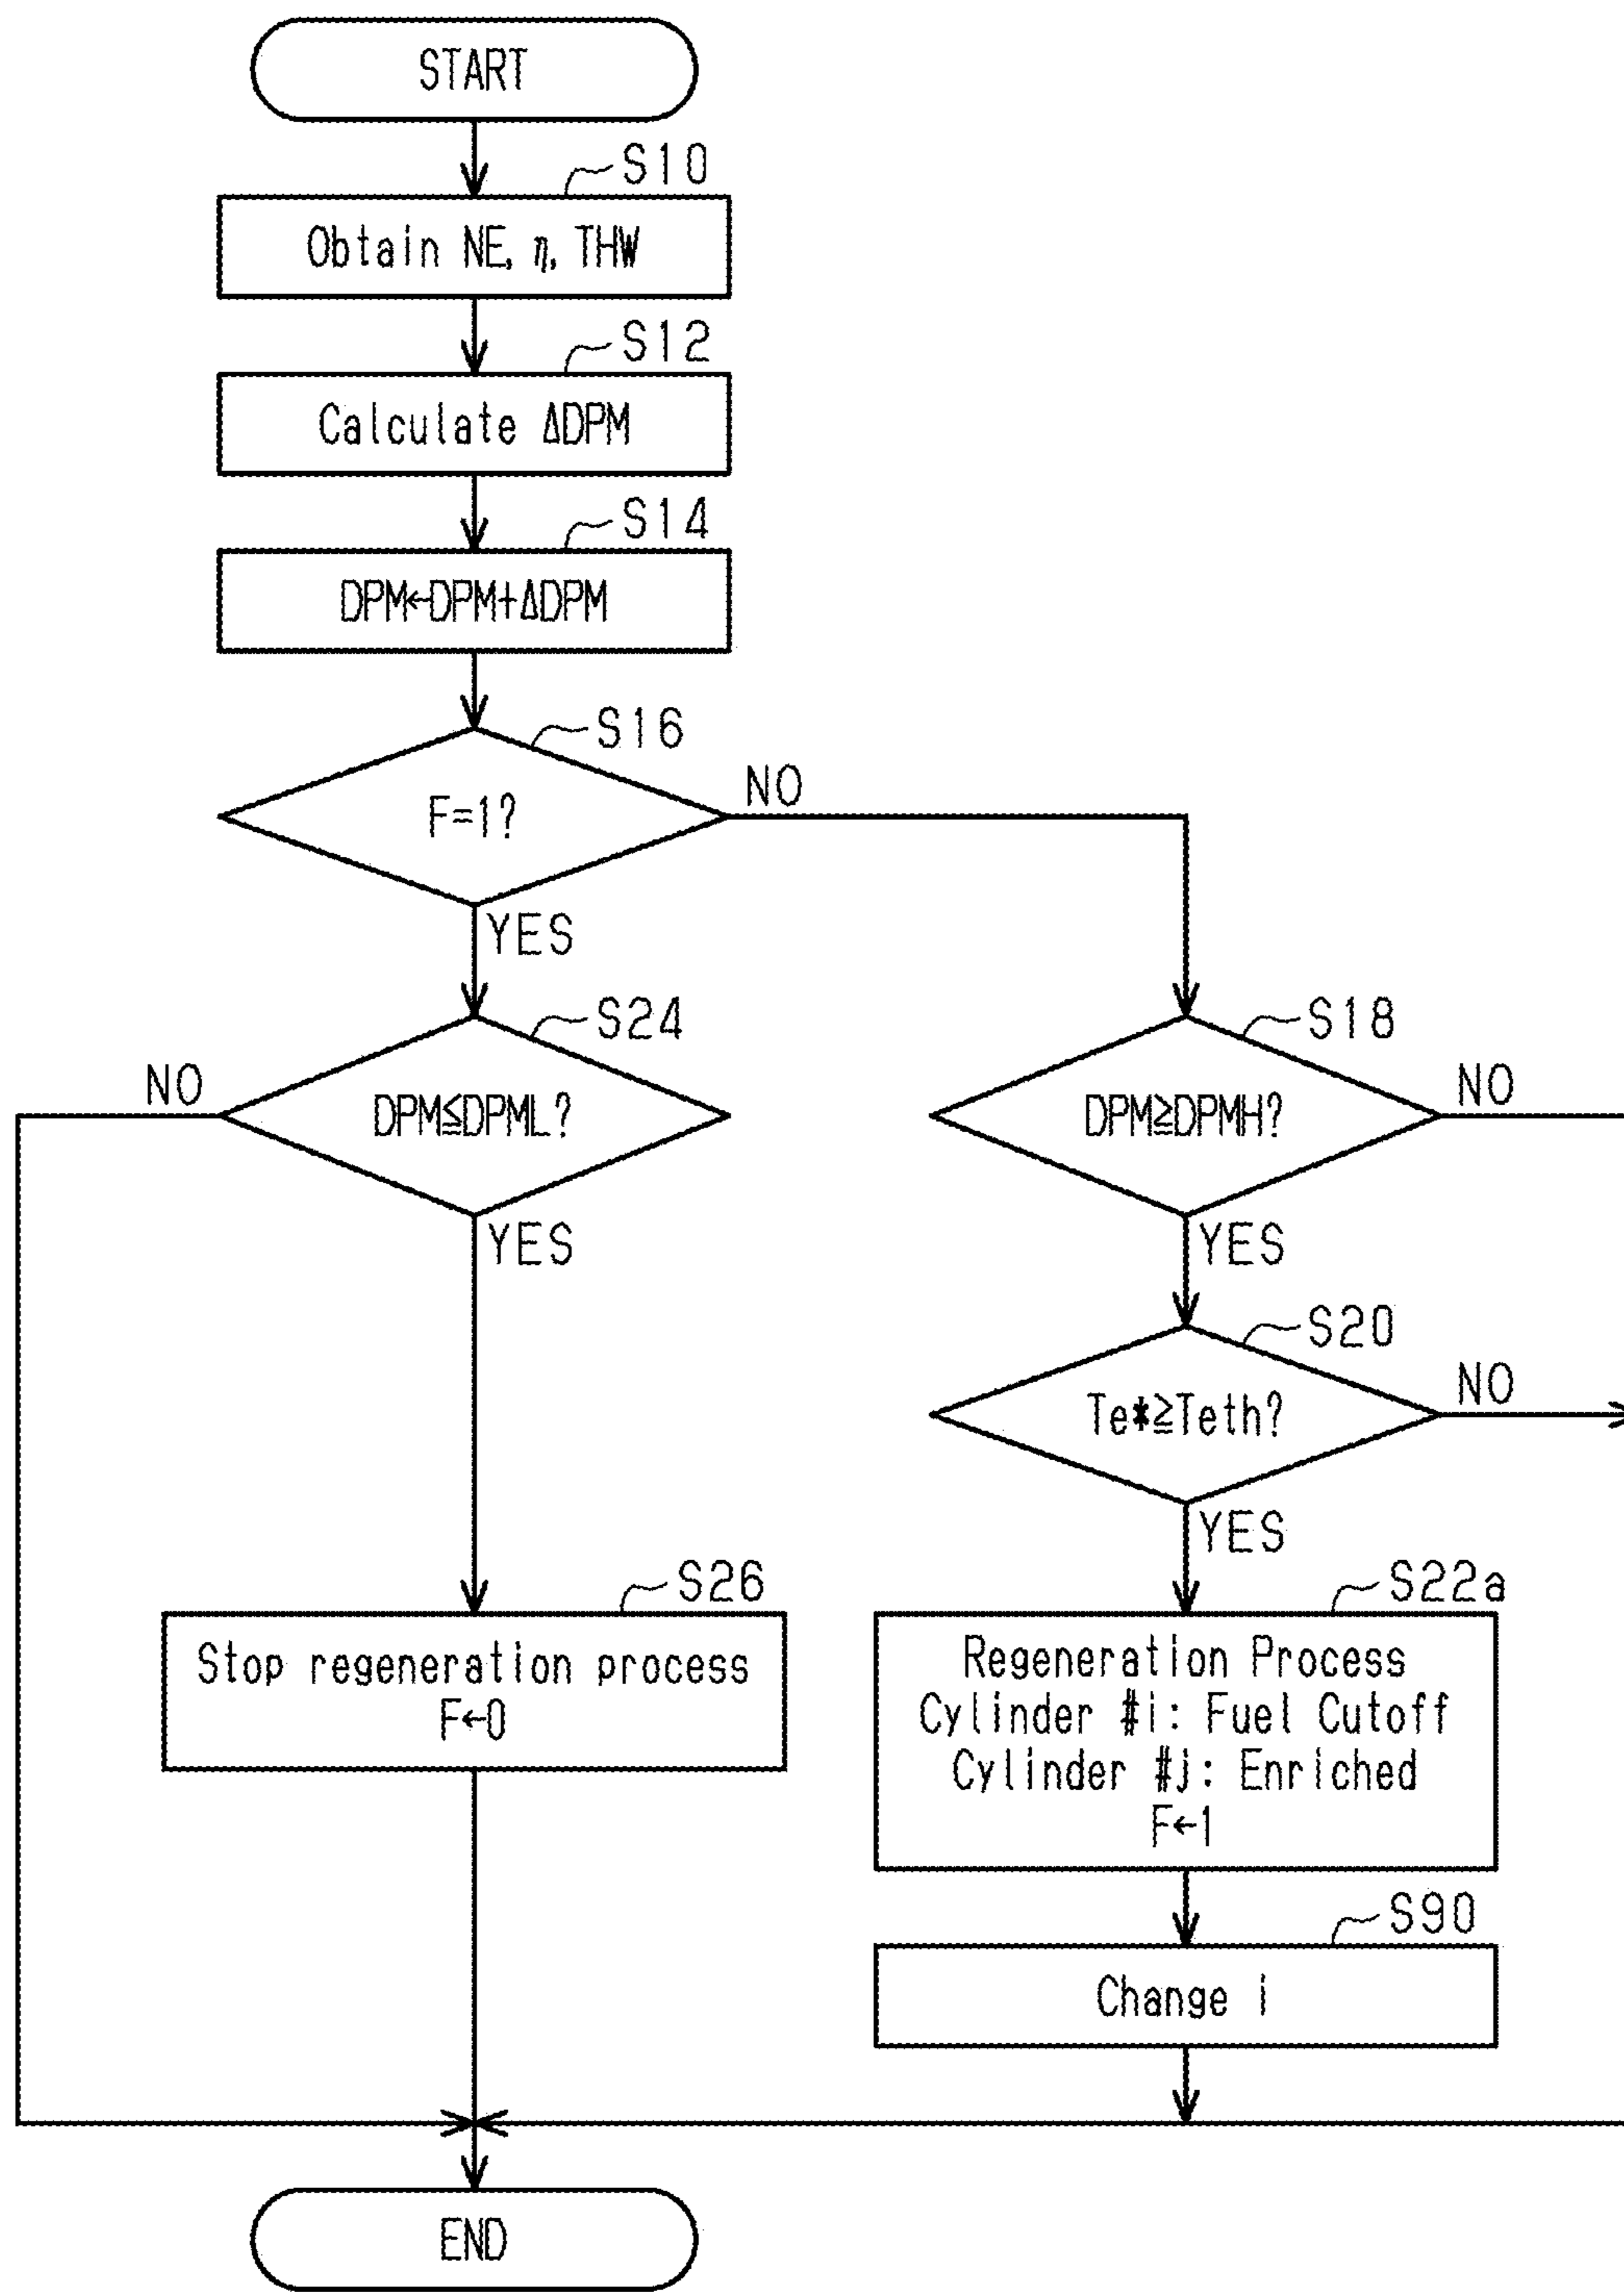 START
S10
Obtain NE, η, THW
S12
Calculate ΔDPM
S14
DPM←DPM+ΔDPM
S16
F=1?
NO
YES
S24
NO
DPM≦DPML?
YES
S18
DPM≧DPMH?
NO
YES
S20
Te*≧Teth?
NO
YES
S26
Stop regeneration process
F←0
S22a
Regeneration Process
Cylinder #i: Fuel Cutoff
Cylinder #j: Enriched
F←1
S90
Change i
END